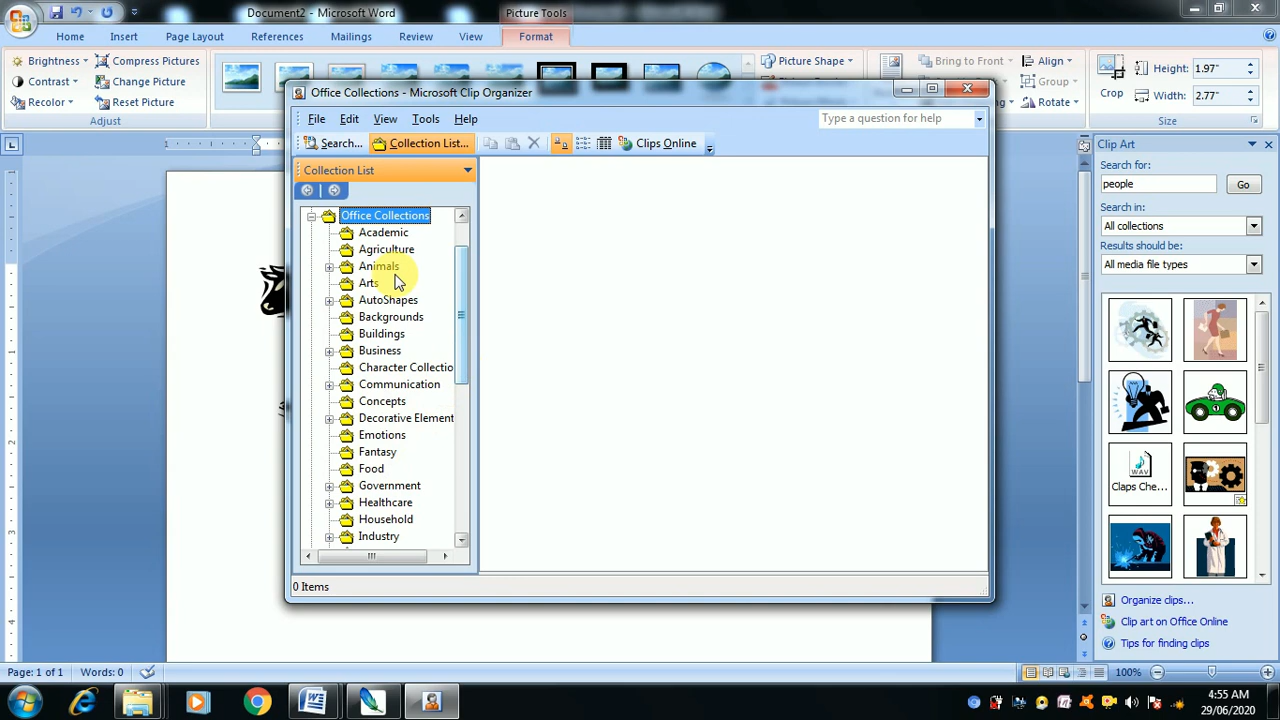 Document2 - Microsoft Word
Picture Tools
Home Insert Page Layout References Mailings Review View Format
Brightness Compress Pictures
Contrast Change Picture
Recolor Reset Picture
Adjust
Picture Shape
Bring to Front
Align
Group
Rotate
Crop
Height: 1.97"
Width: 2.77"
Size
Office Collections - Microsoft Clip Organizer
File Edit View Tools Help
Type a question for help
Search... Collection List... Clips Online
Collection List
Office Collections
Academic
Agriculture
Animals
Arts
AutoShapes
Backgrounds
Buildings
Business
Character Collectio
Communication
Concepts
Decorative Element
Emotions
Fantasy
Food
Government
Healthcare
Household
Industry
0 Items
Clip Art
Search for:
people
Go
Search in:
All collections
Results should be:
All media file types
WAV
Claps Che...
Organize clips...
Clip art on Office Online
Tips for finding clips
Page: 1 of 1 Words: 0
100%
4:55 AM
29/06/2020